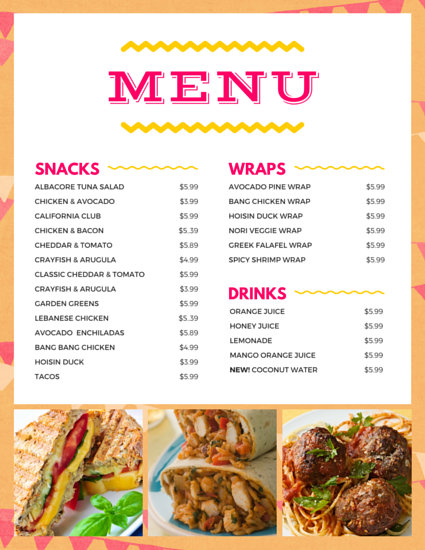 MENU
SNACKS
ALBACORE TUNA SALAD $5.99
CHICKEN & AVOCADO $3.99
CALIFORNIA CLUB $5.99
CHICKEN & BACON $5..39
CHEDDAR & TOMATO $5.89
CRAYFISH & ARUGULA $4.99
CLASSIC CHEDDAR & TOMATO $5.99
CRAYFISH & ARUGULA $3.99
GARDEN GREENS $5.99
LEBANESE CHICKEN $5..39
AVOCADO ENCHILADAS $5.89
BANG BANG CHICKEN $4.99
HOISIN DUCK $3.99
TACOS $5.99
WRAPS
AVOCADO PINE WRAP $5.99
BANG CHICKEN WRAP $5.99
HOISIN DUCK WRAP $5.99
NORI VEGGIE WRAP $5.99
GREEK FALAFEL WRAP $5.99
SPICY SHRIMP WRAP $5.99
DRINKS
ORANGE JUICE $5.99
HONEY JUICE $5.99
LEMONADE $5.99
MANGO ORANGE JUICE $5.99
NEW! COCONUT WATER $5.99